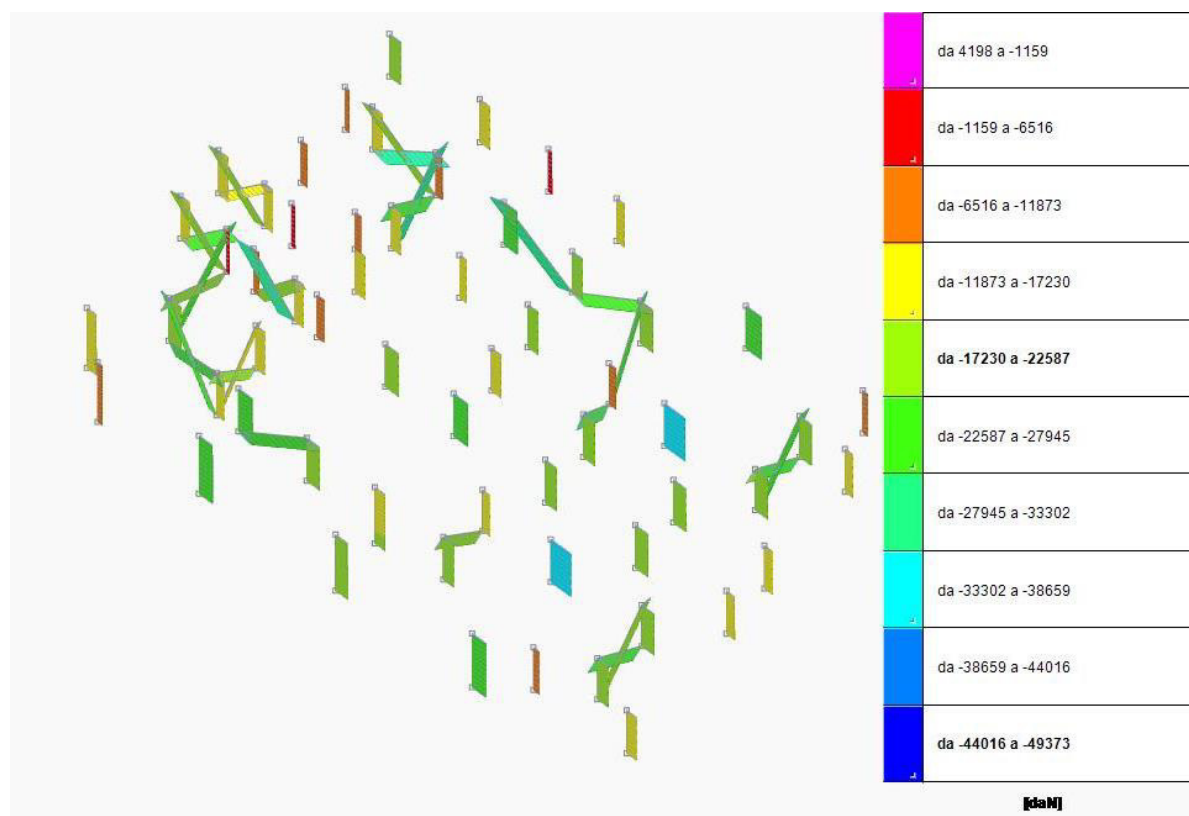 da 4198 a -1159
da -1159 a -6516
da -6516 a -11873
da -11873 a -17230
da -17230 a -22587
da -22587 a -27945
da -27945 a -33302
da -33302 a -38659
da -38659 a -44016
da -44016 a -49373
[daN]